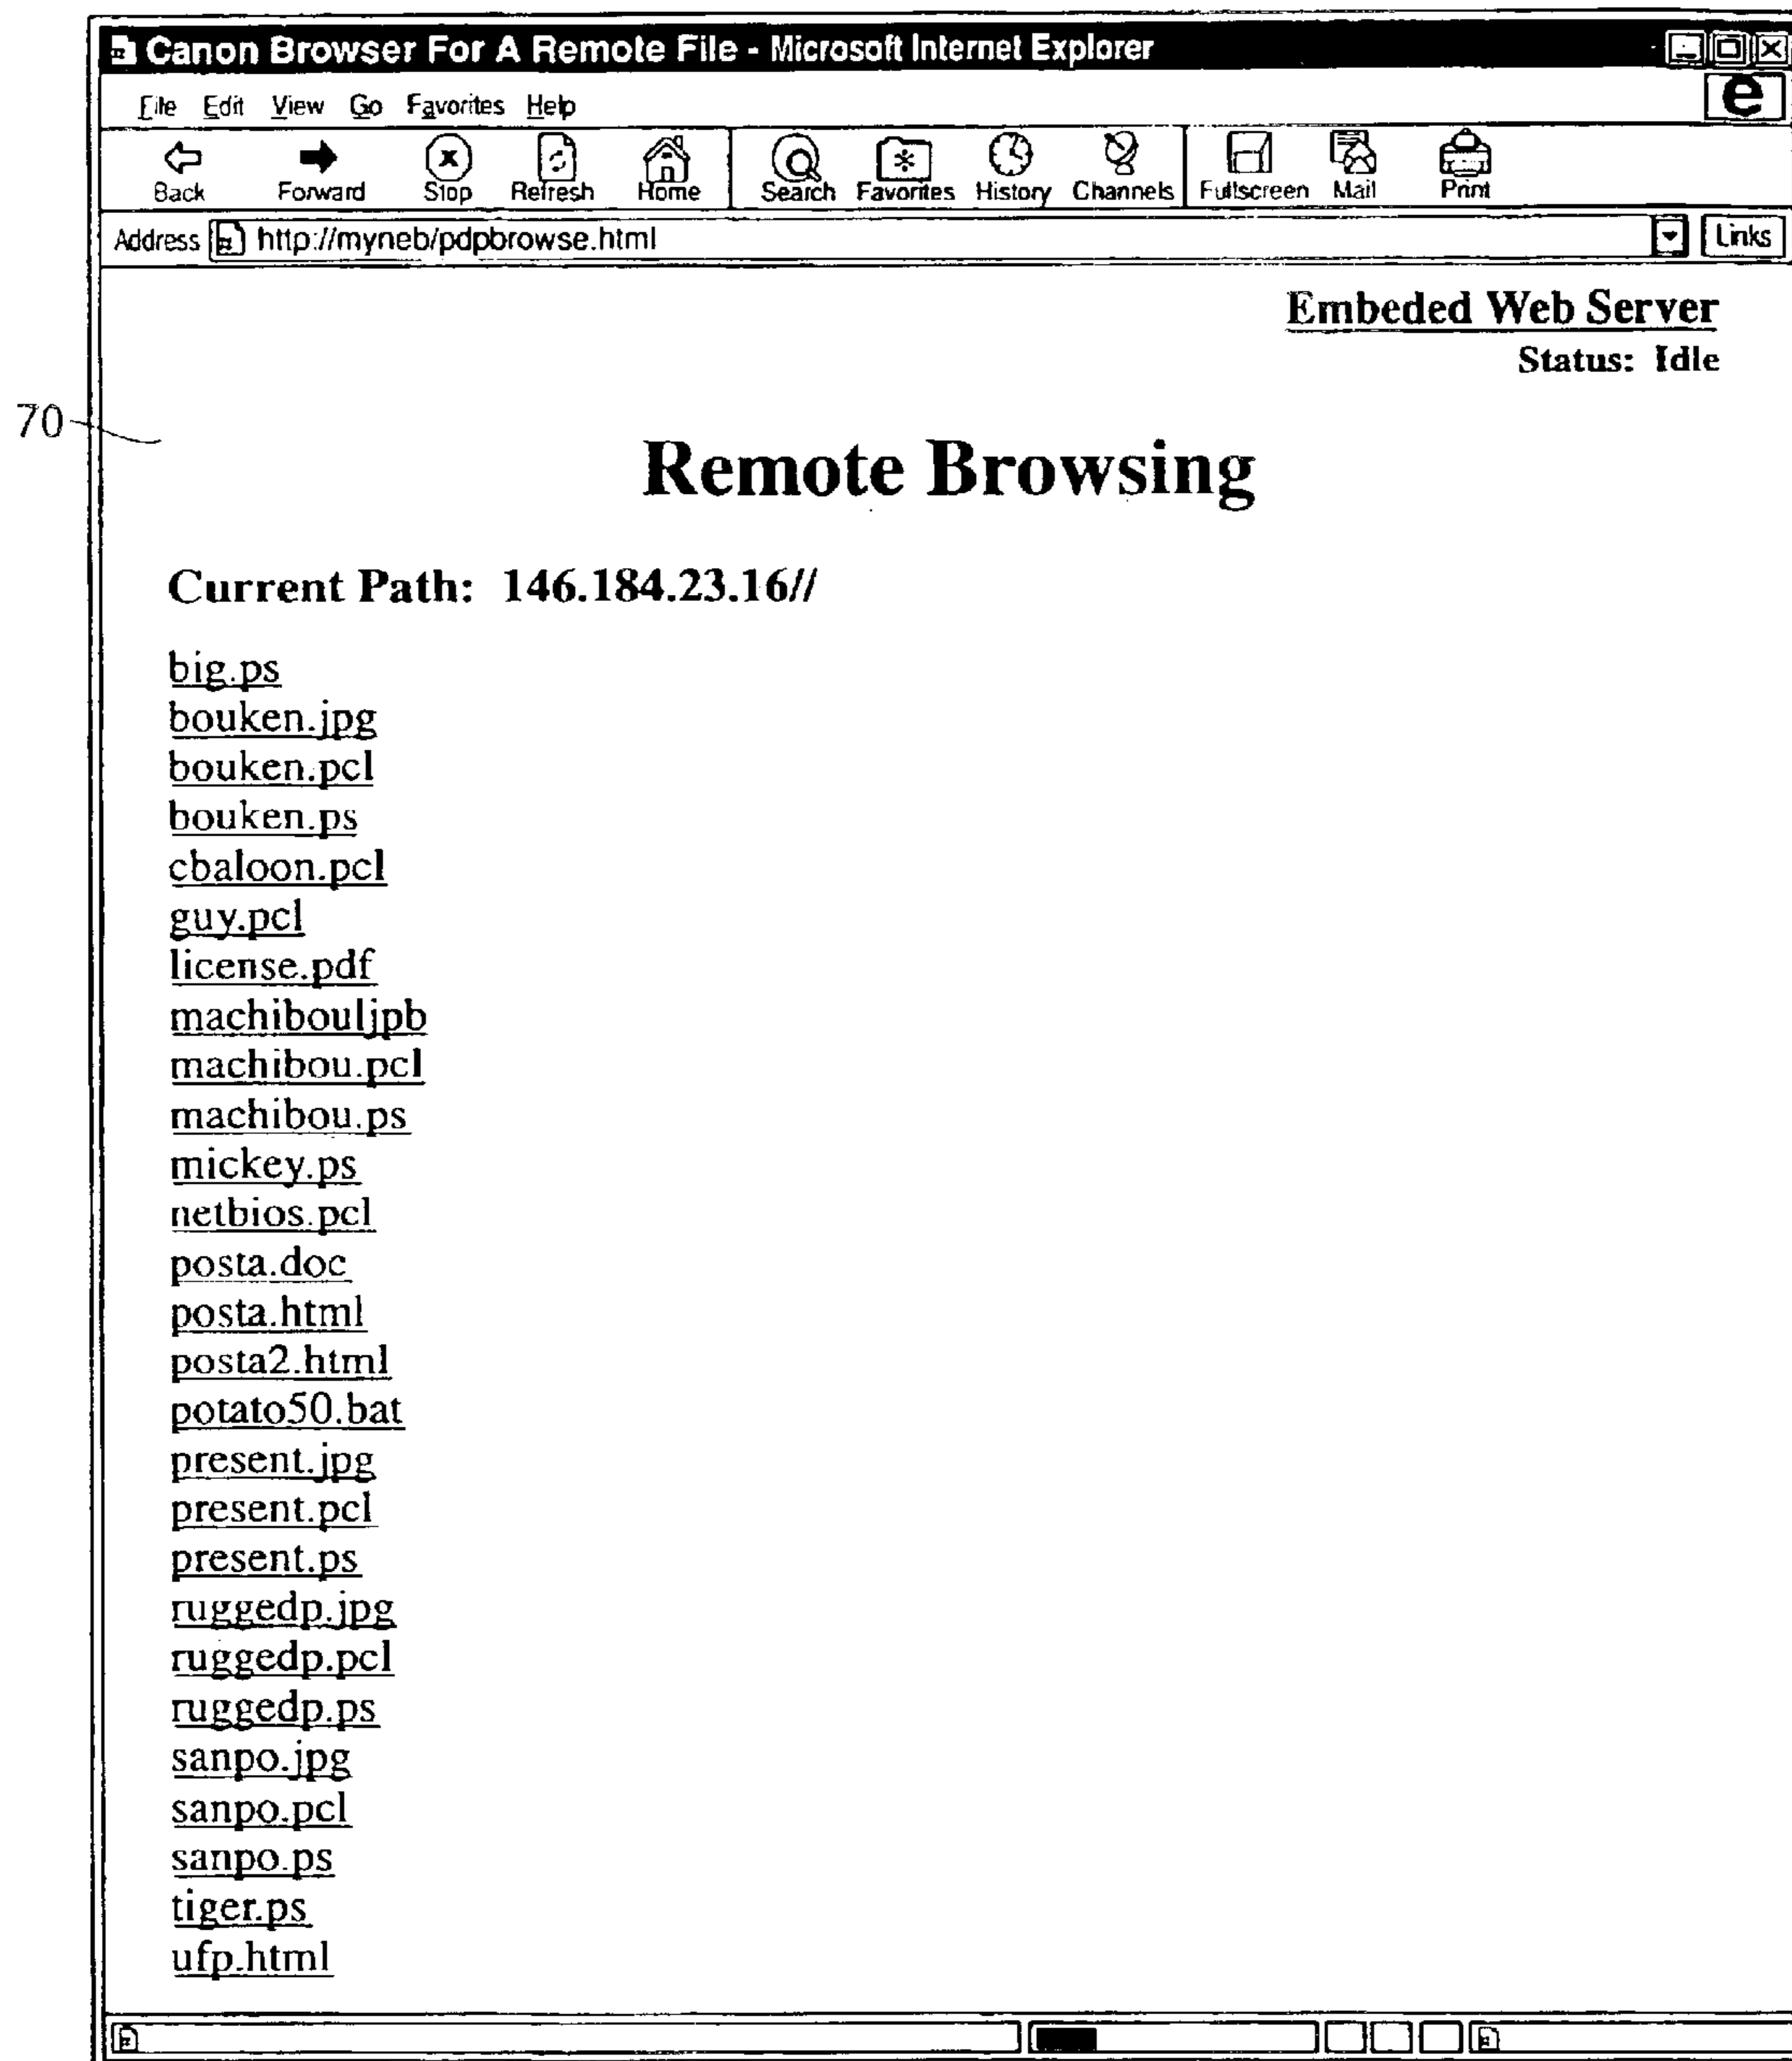 Canon Browser For A Remote File - Microsoft Internet Explorer
File Edit View Go Favorites Help
e
Back Forward Stop Refresh Home Search Favorites History Channels Fullscreen Mail Print
Address http://myneb/pdpbrowse.html Links
Embeded Web Server
Status: Idle
70
Remote Browsing
Current Path: 146.184.23.16//
big.ps
bouken.jpg
bouken.pcl
bouken.ps
cbaloon.pcl
guy.pcl
license.pdf
machibouljpb
machibou.pcl
machibou.ps
mickey.ps
netbios.pcl
posta.doc
posta.html
posta2.html
potato50.bat
present.jpg
present.pcl
present.ps
ruggedp.jpg
ruggedp.pcl
ruggedp.ps
sanpo.jpg
sanpo.pcl
sanpo.ps
tiger.ps
ufp.html